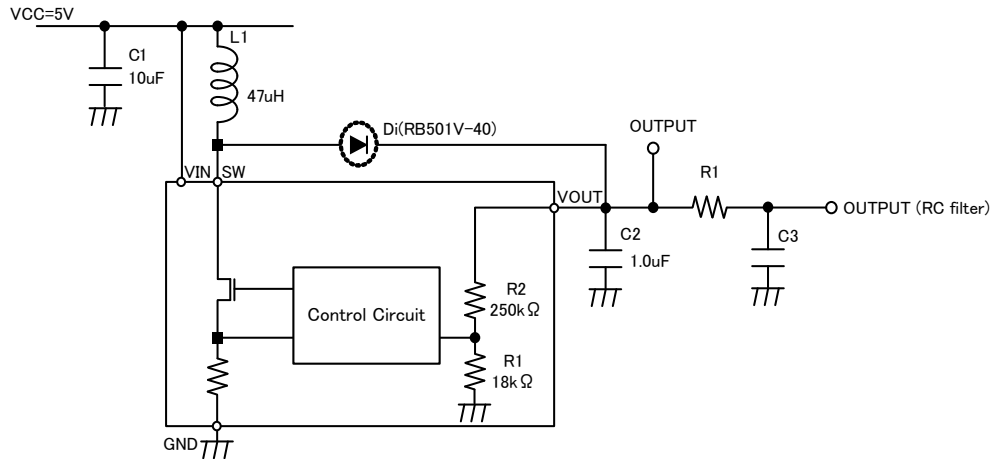 VCC=5V
L1
C1
10uF
47uH
Di(RB501V-40)
OUTPUT
R1
VIN
SW
VOUT
OUTPUT (RC filter)
C2
1.0uF
C3
R2
250kΩ
Control Circuit
R1
18kΩ
GND